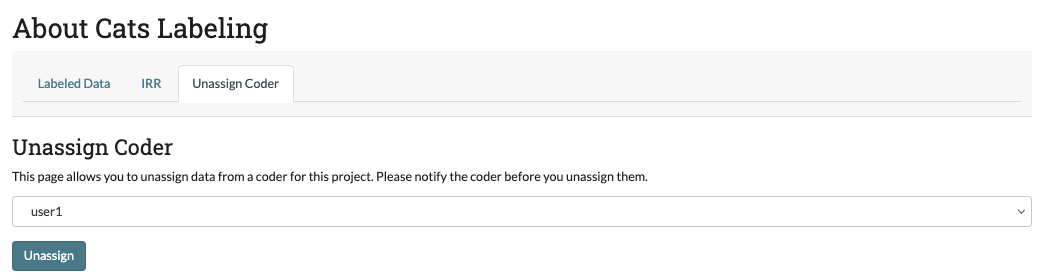 About Cats Labeling
Labeled Data IRR Unassign Coder
Unassign Coder
This page allows you to unassign data from a coder for this project. Please notify the coder before you unassign them.
user1
Unassign